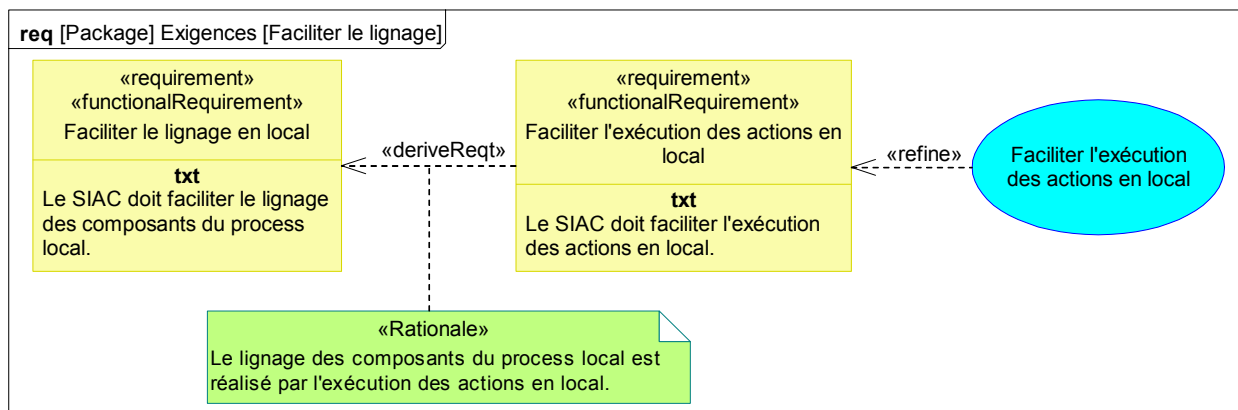 req [Package] Exigences [Faciliter le lignage]
«requirement»
«functionalRequirement»
Faciliter le lignage en local
txt
Le SIAC doit faciliter le lignage
des composants du process
local.
«deriveReqt»
«requirement»
«functionalRequirement»
Faciliter l'exécution des actions en
local
txt
Le SIAC doit faciliter l'exécution
des actions en local.
«refine»
Faciliter l'exécution
des actions en local
«Rationale»
Le lignage des composants du process local est
réalisé par l'exécution des actions en local.